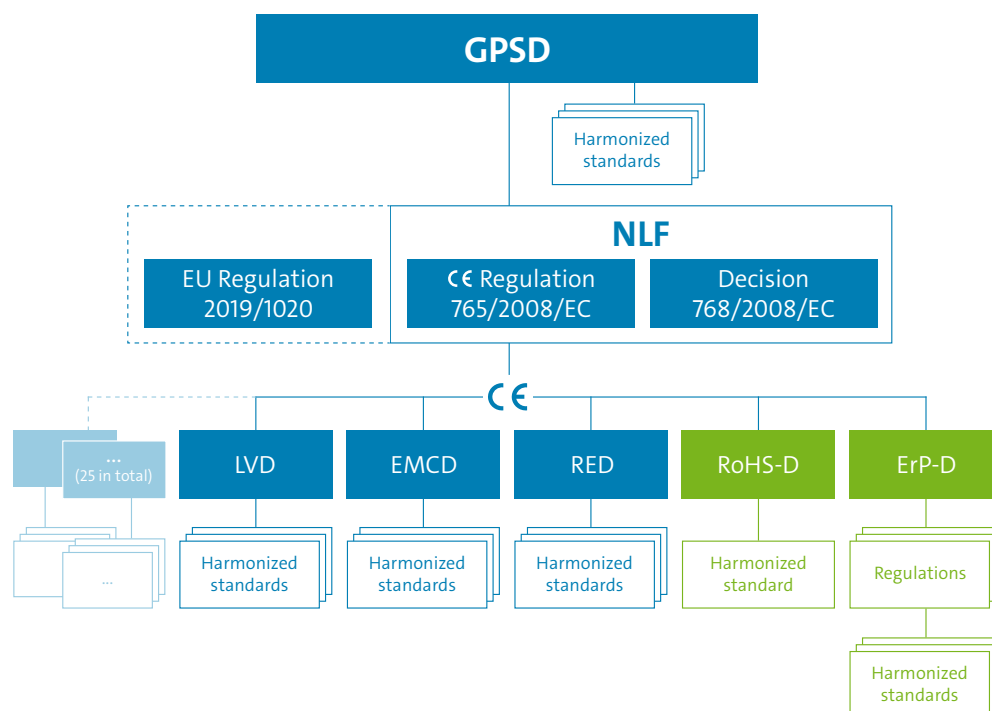 GPSD
Harmonized
standards
NLF
EU Regulation
2019/1020
CE Regulation
765/2008/EC
Decision
768/2008/EC
CE
...
(25 in total)
LVD
EMCD
RED
RoHS-D
ErP-D
...
Harmonized
standards
Harmonized
standards
Harmonized
standards
Harmonized
standard
Regulations
Harmonized
standards